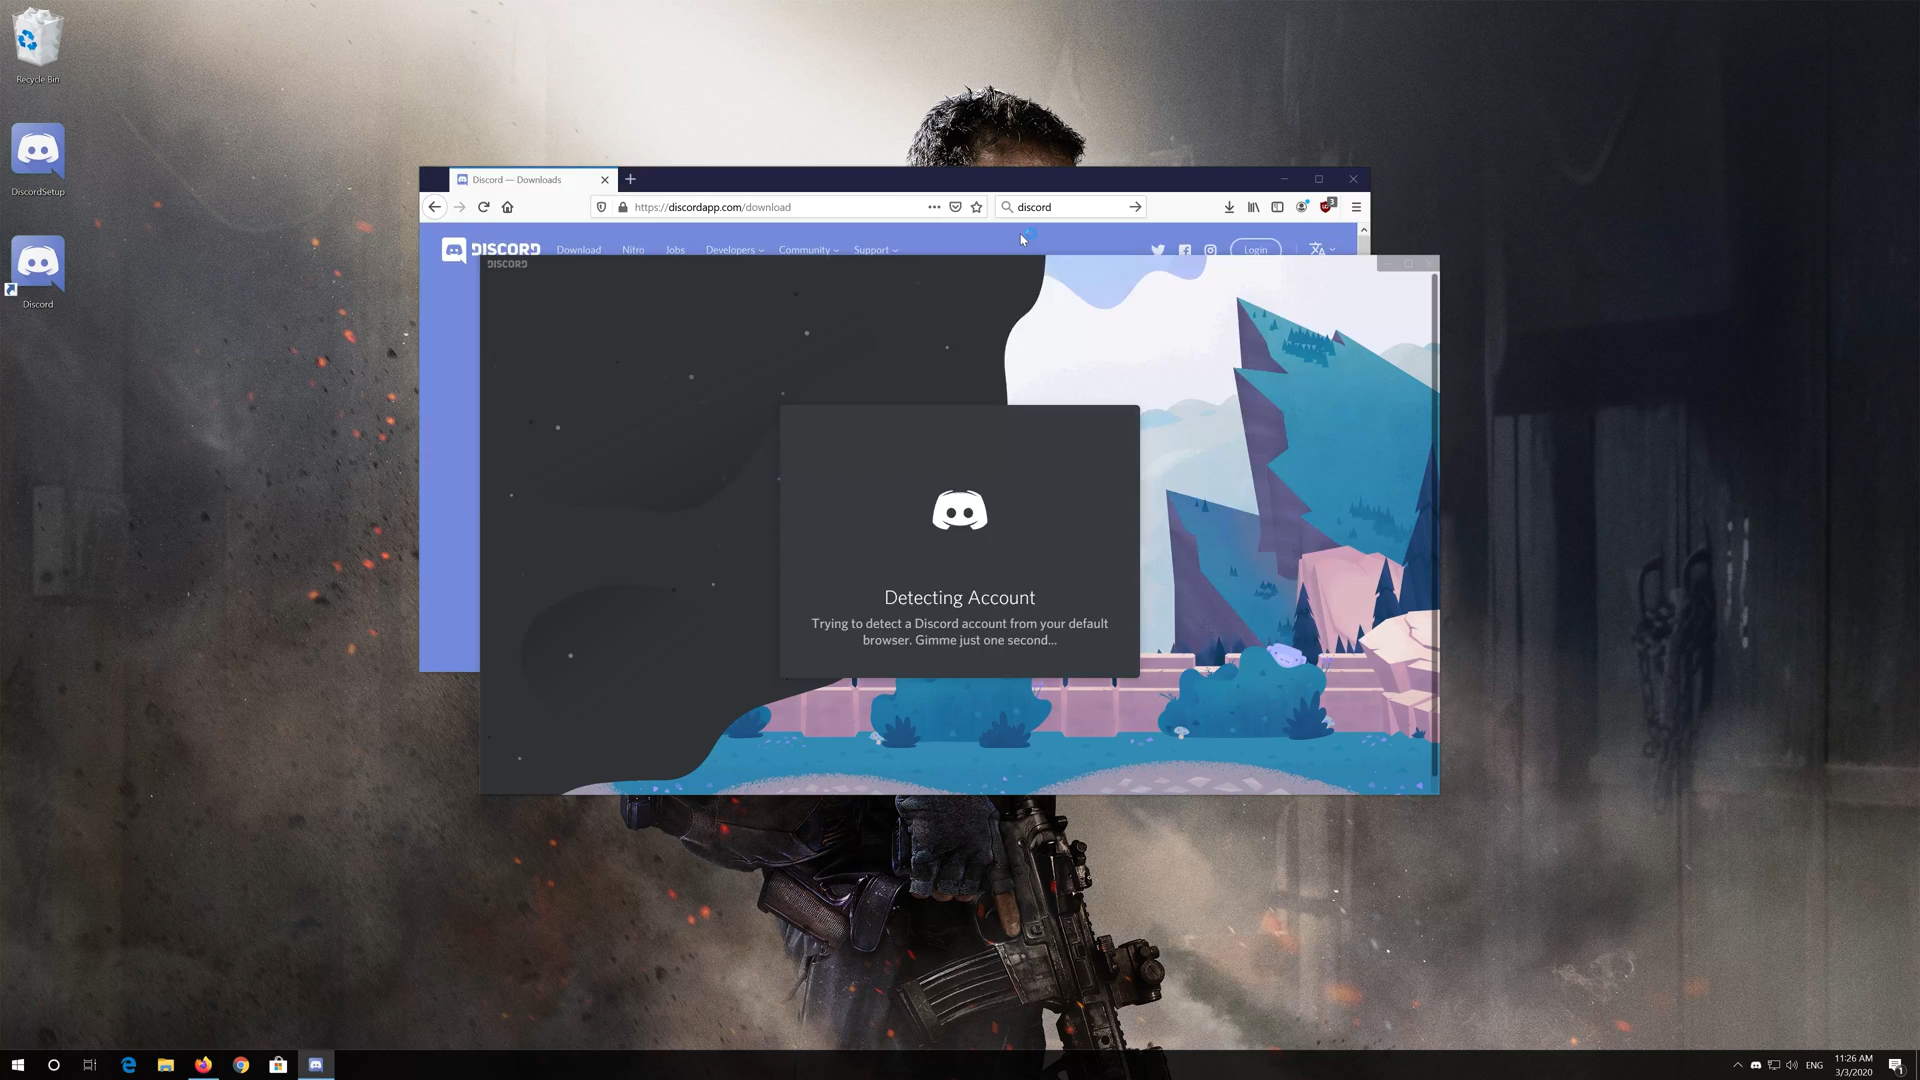 Recycle Bin
DiscordSetup
Discord
Discord — Downloads
https://discordapp.com/download
discord
3
DISCORD
Download
Nitro
Jobs
Developers
Community
Support
Login
DISCORD
Detecting Account
Trying to detect a Discord account from your default
browser. Gimme just one second...
ENG
11:26 AM
3/3/2020
1